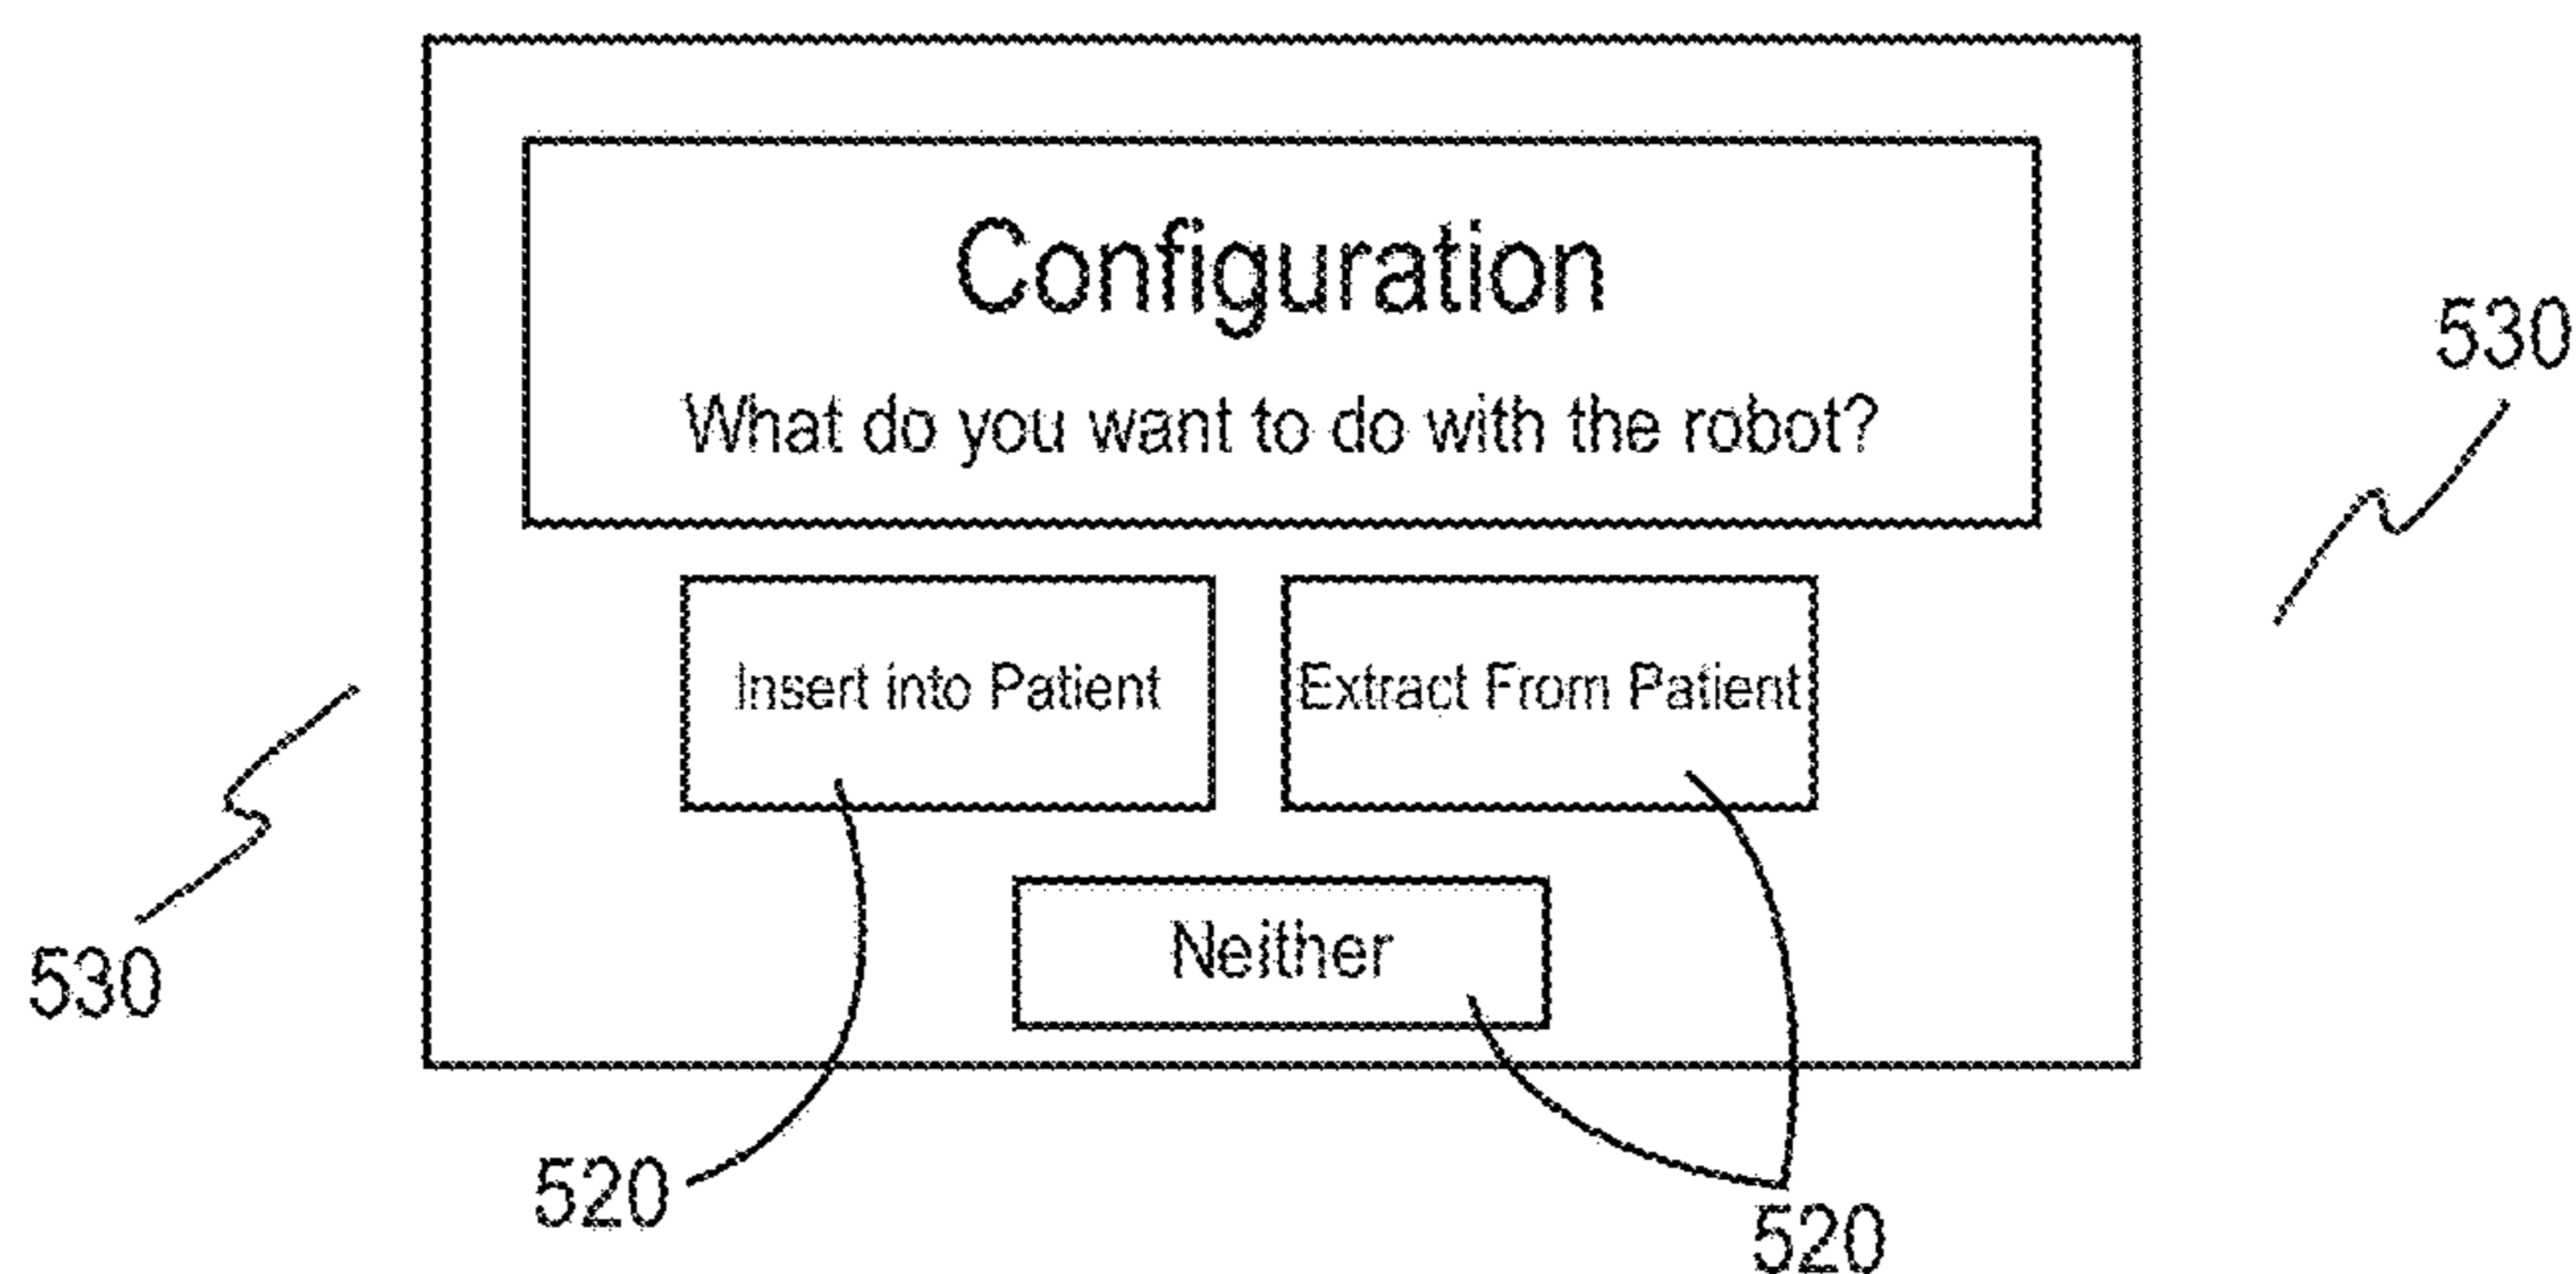 Configuration
What do you want to do with the robot?
530
Insert into Patient
Extract From Patient
Neither
530
520
520